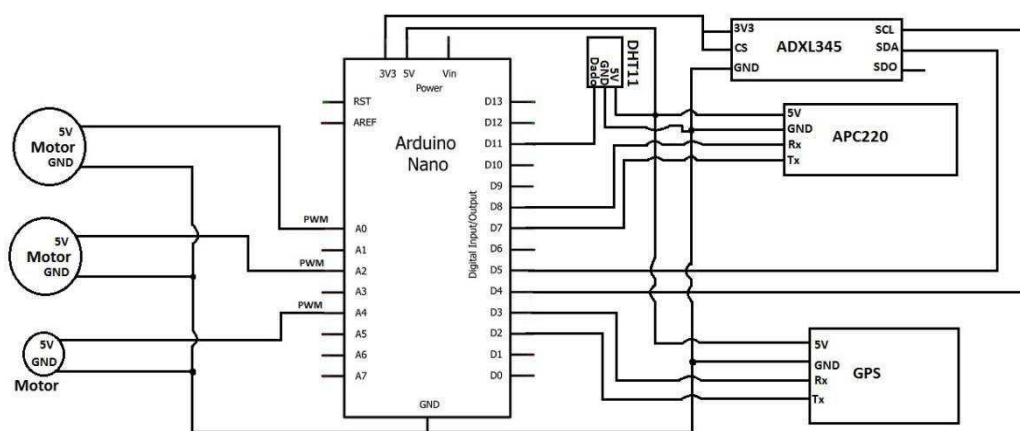 3V3
CS
GND
ADXL345
SCL
SDA
SDO
3V3
5V
Vin
Power
DHT11
5V
GND
Dado
RST
AREF
Arduino
Nano
Digital Input/Output
D13
D12
D11
D10
D9
D8
D7
D6
D5
D4
D3
D2
D1
D0
A0
A1
A2
A3
A4
A5
A6
A7
GND
PWM
PWM
PWM
5V
Motor
GND
5V
Motor
GND
5V
GND
Motor
5V
GND
Rx
Tx
APC220
5V
GND
Rx
Tx
GPS